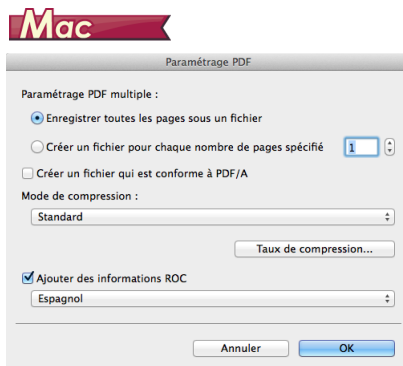 Mac
Paramétrage PDF
Paramétrage PDF multiple :
Enregistrer toutes les pages sous un fichier
Créer un fichier pour chaque nombre de pages spécifié 1
Créer un fichier qui est conforme à PDF/A
Mode de compression :
Standard
Taux de compression...
Ajouter des informations ROC
Espagnol
Annuler OK